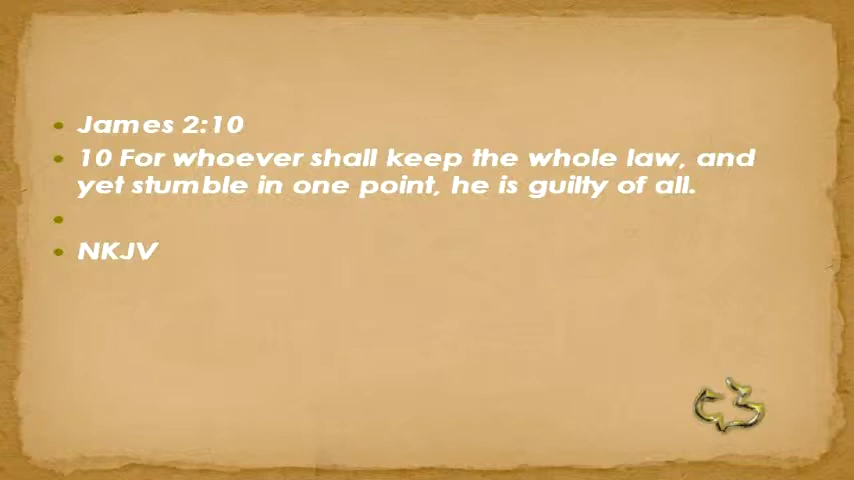 James 2:10
10 For whoever shall keep the whole law, and
yet stumble in one point, he is guilty of all.
NKJV